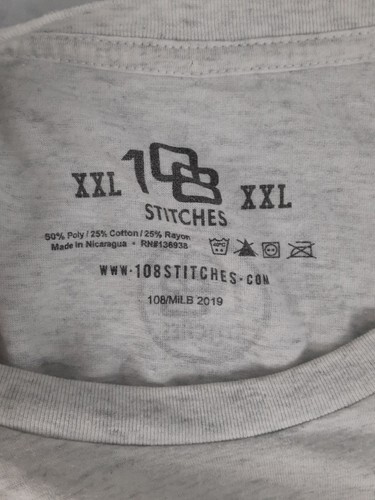 XXL 108 XXL
STITCHES
50% Poly / 25% Cotton / 25% Rayon
Made in Nicaragua • RN#136938
WWW•108STITCHES•COM
108/MiLB 2019